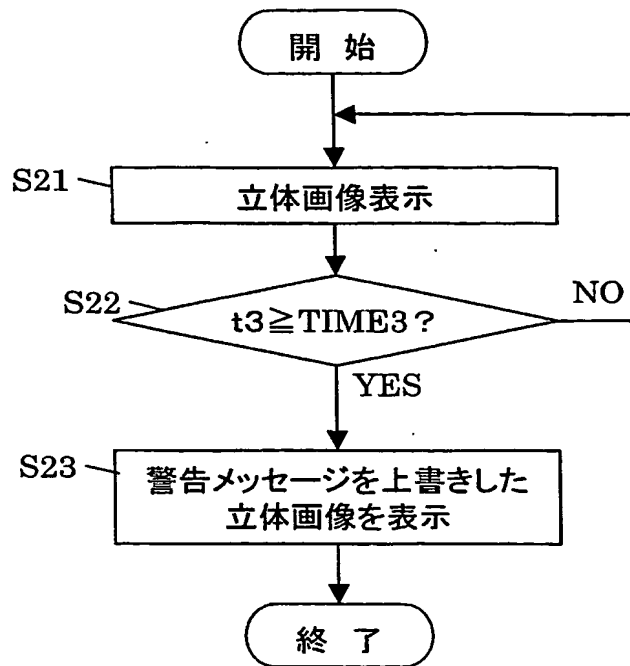 開 始
S21
立体画像表示
S22
t3≧TIME3?
NO
YES
S23
警告メッセージを上書きした
立体画像を表示
終 了